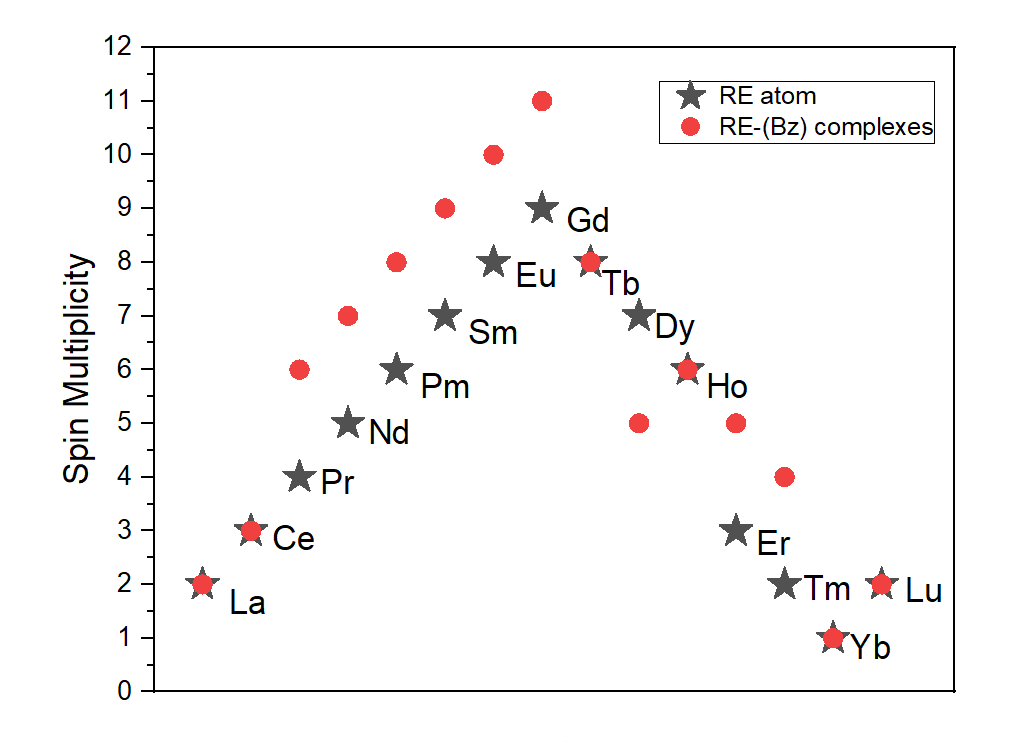 12
11
10
9
8
7
6
5
4
3
2
1
0
Spin Multiplicity
RE atom
RE-(Bz) complexes
La
Ce
Pr
Nd
Pm
Sm
Eu
Gd
Tb
Dy
Ho
Er
Tm
Yb
Lu